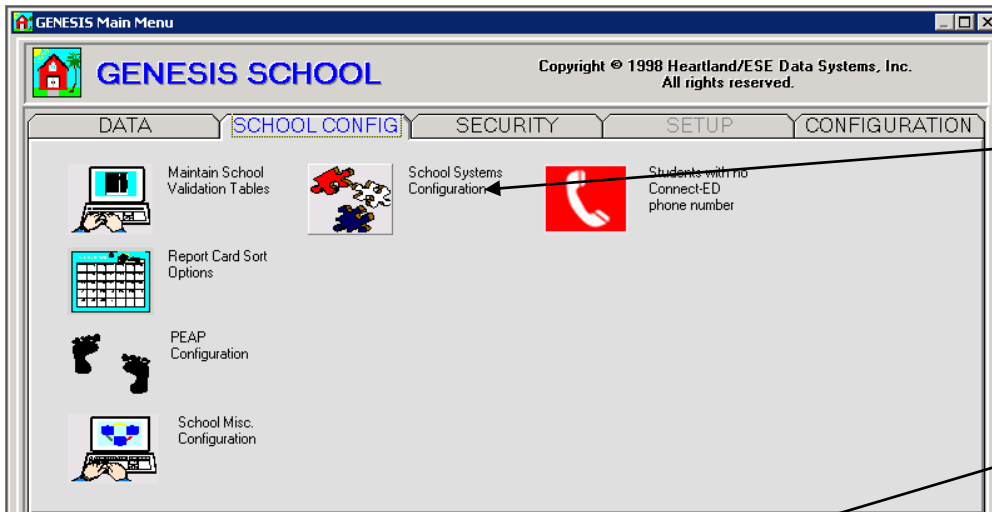 GENESIS Main Menu
GENESIS SCHOOL
Copyright © 1998 Heartland/ESE Data Systems, Inc.
All rights reserved.
DATA
SCHOOL CONFIG
SECURITY
SETUP
CONFIGURATION
Maintain School
Validation Tables
School Systems
Configuration
Students with no
Connect-ED
phone number
Report Card Sort
Options
PEAP
Configuration
School Misc.
Configuration